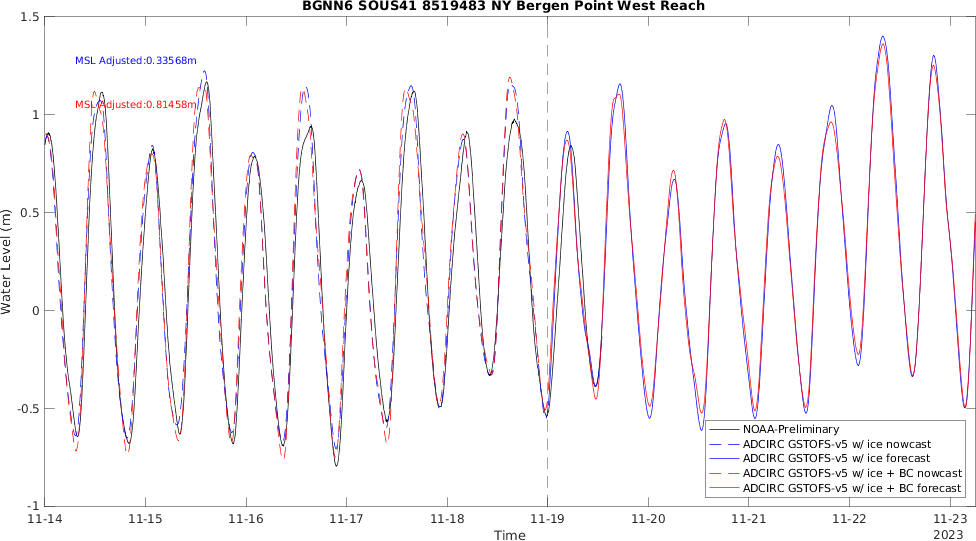 BGNN6 SOUS41 8519483 NY Bergen Point West Reach
1.5
MSL Adjusted:0.33568m
MSL Adjusted:0.81458m
1
0.5
0
-0.5
-1
Water Level (m)
NOAA-Preliminary
ADCIRC GSTOFS-v5 w/ ice nowcast
ADCIRC GSTOFS-v5 w/ ice forecast
ADCIRC GSTOFS-v5 w/ ice + BC nowcast
ADCIRC GSTOFS-v5 w/ ice + BC forecast
11-14 11-15 11-16 11-17 11-18 11-19 11-20 11-21 11-22 11-23
Time
2023